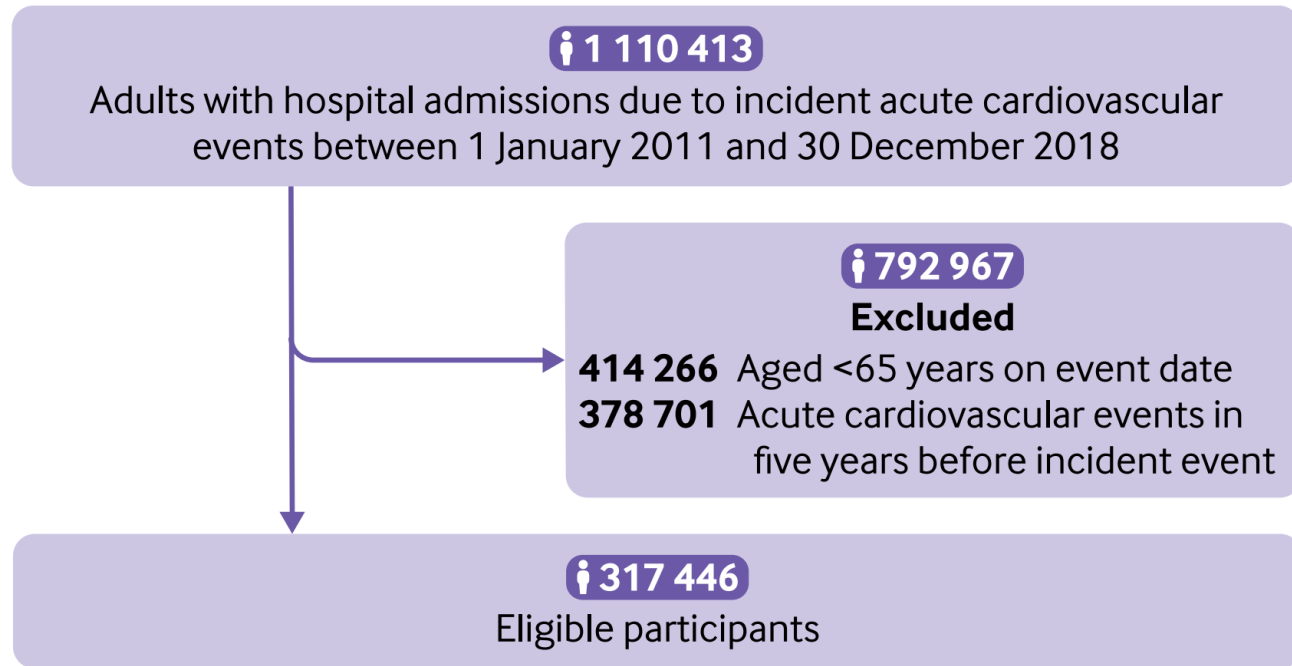 1 110 413
Adults with hospital admissions due to incident acute cardiovascular
events between 1 January 2011 and 30 December 2018
792 967
Excluded
414 266 Aged <65 years on event date
378 701 Acute cardiovascular events in
five years before incident event
317 446
Eligible participants